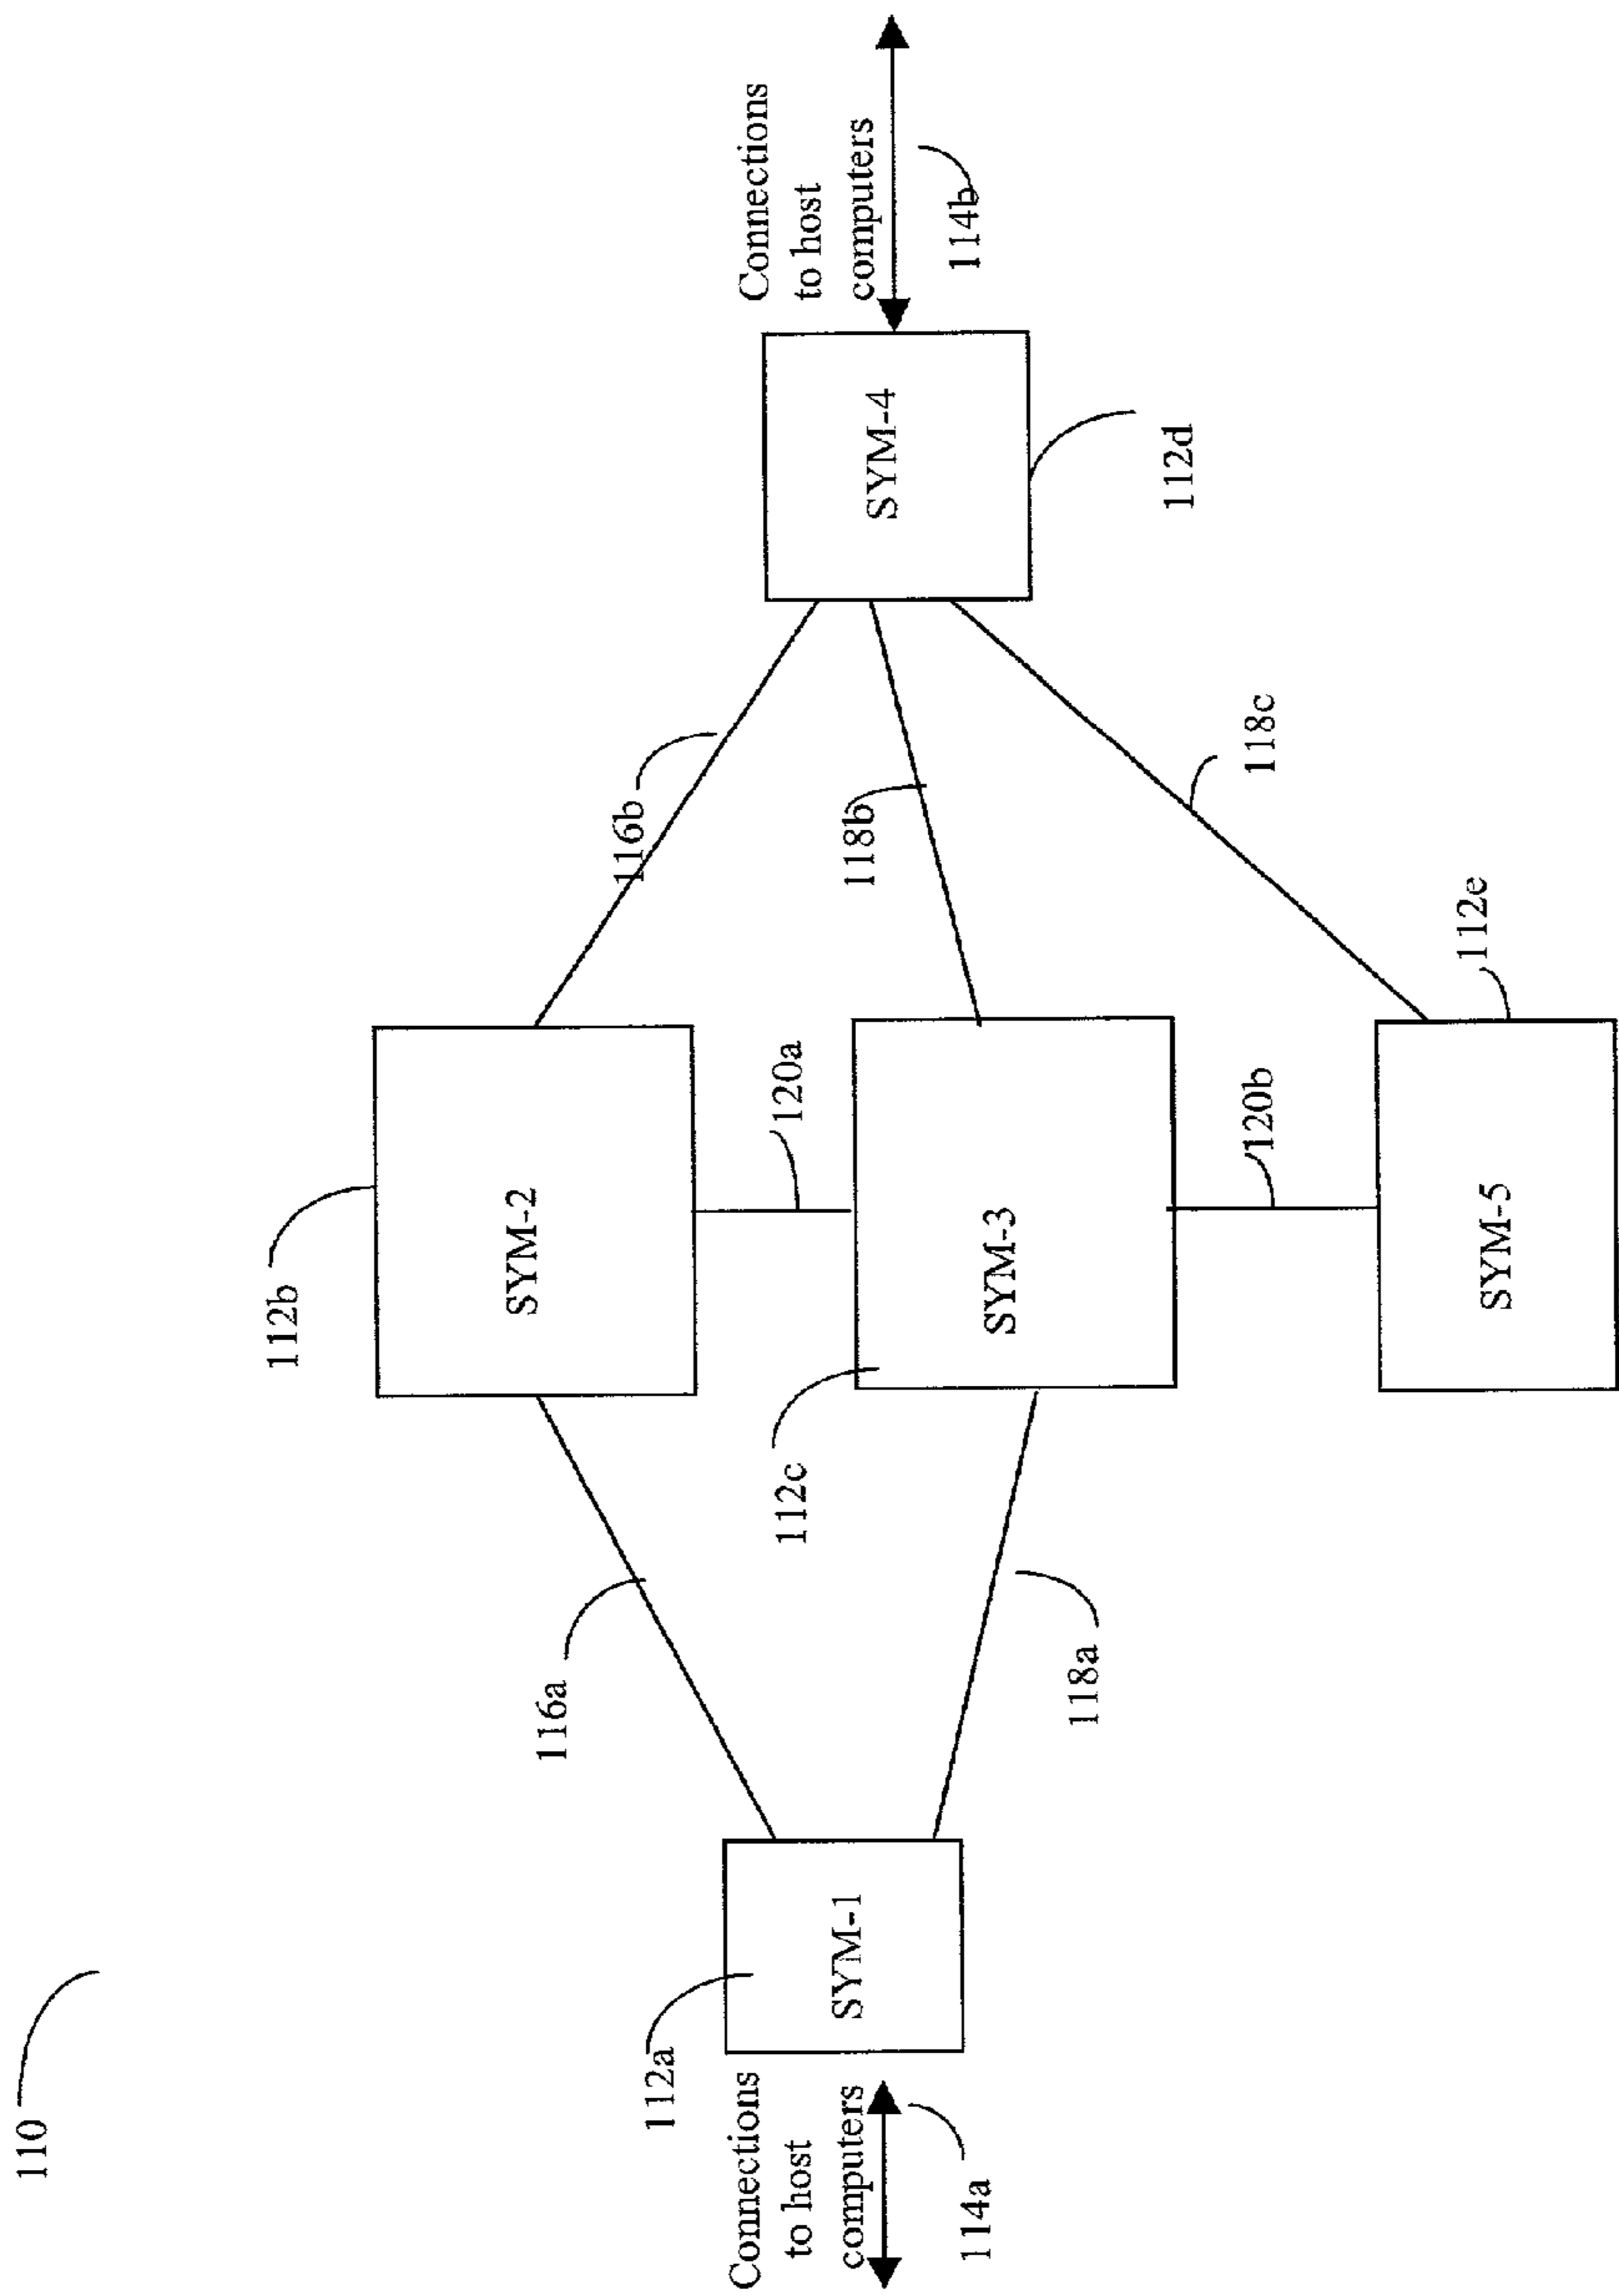 110
112b
SYM-2
116a
116b
120a
Connections
to host
computers
114b
SYM-4
112d
118b
112c
SYM-3
112a
SYM-1
Connections
to host
computers
114a
118a
118c
120b
112e
SYM-5